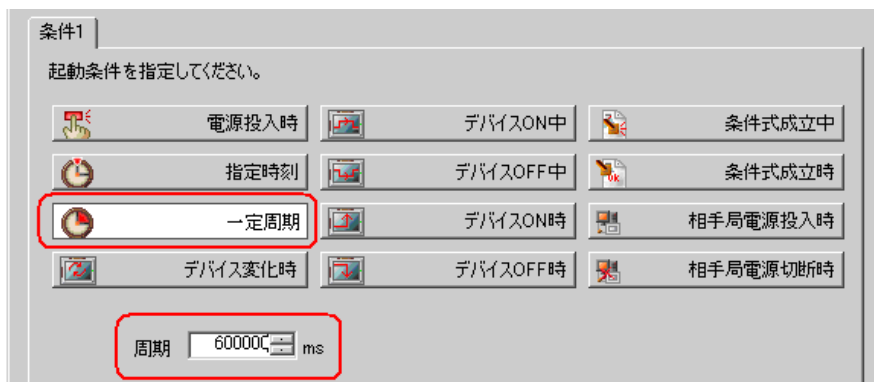 条件1
起動条件を指定してください。
電源投入時 デバイスON中 条件式成立中
指定時刻 デバイスOFF中 条件式成立時
一定周期 デバイスON時 相手局電源投入時
デバイス変化時 デバイスOFF時 相手局電源切断時
周期 600000 ms